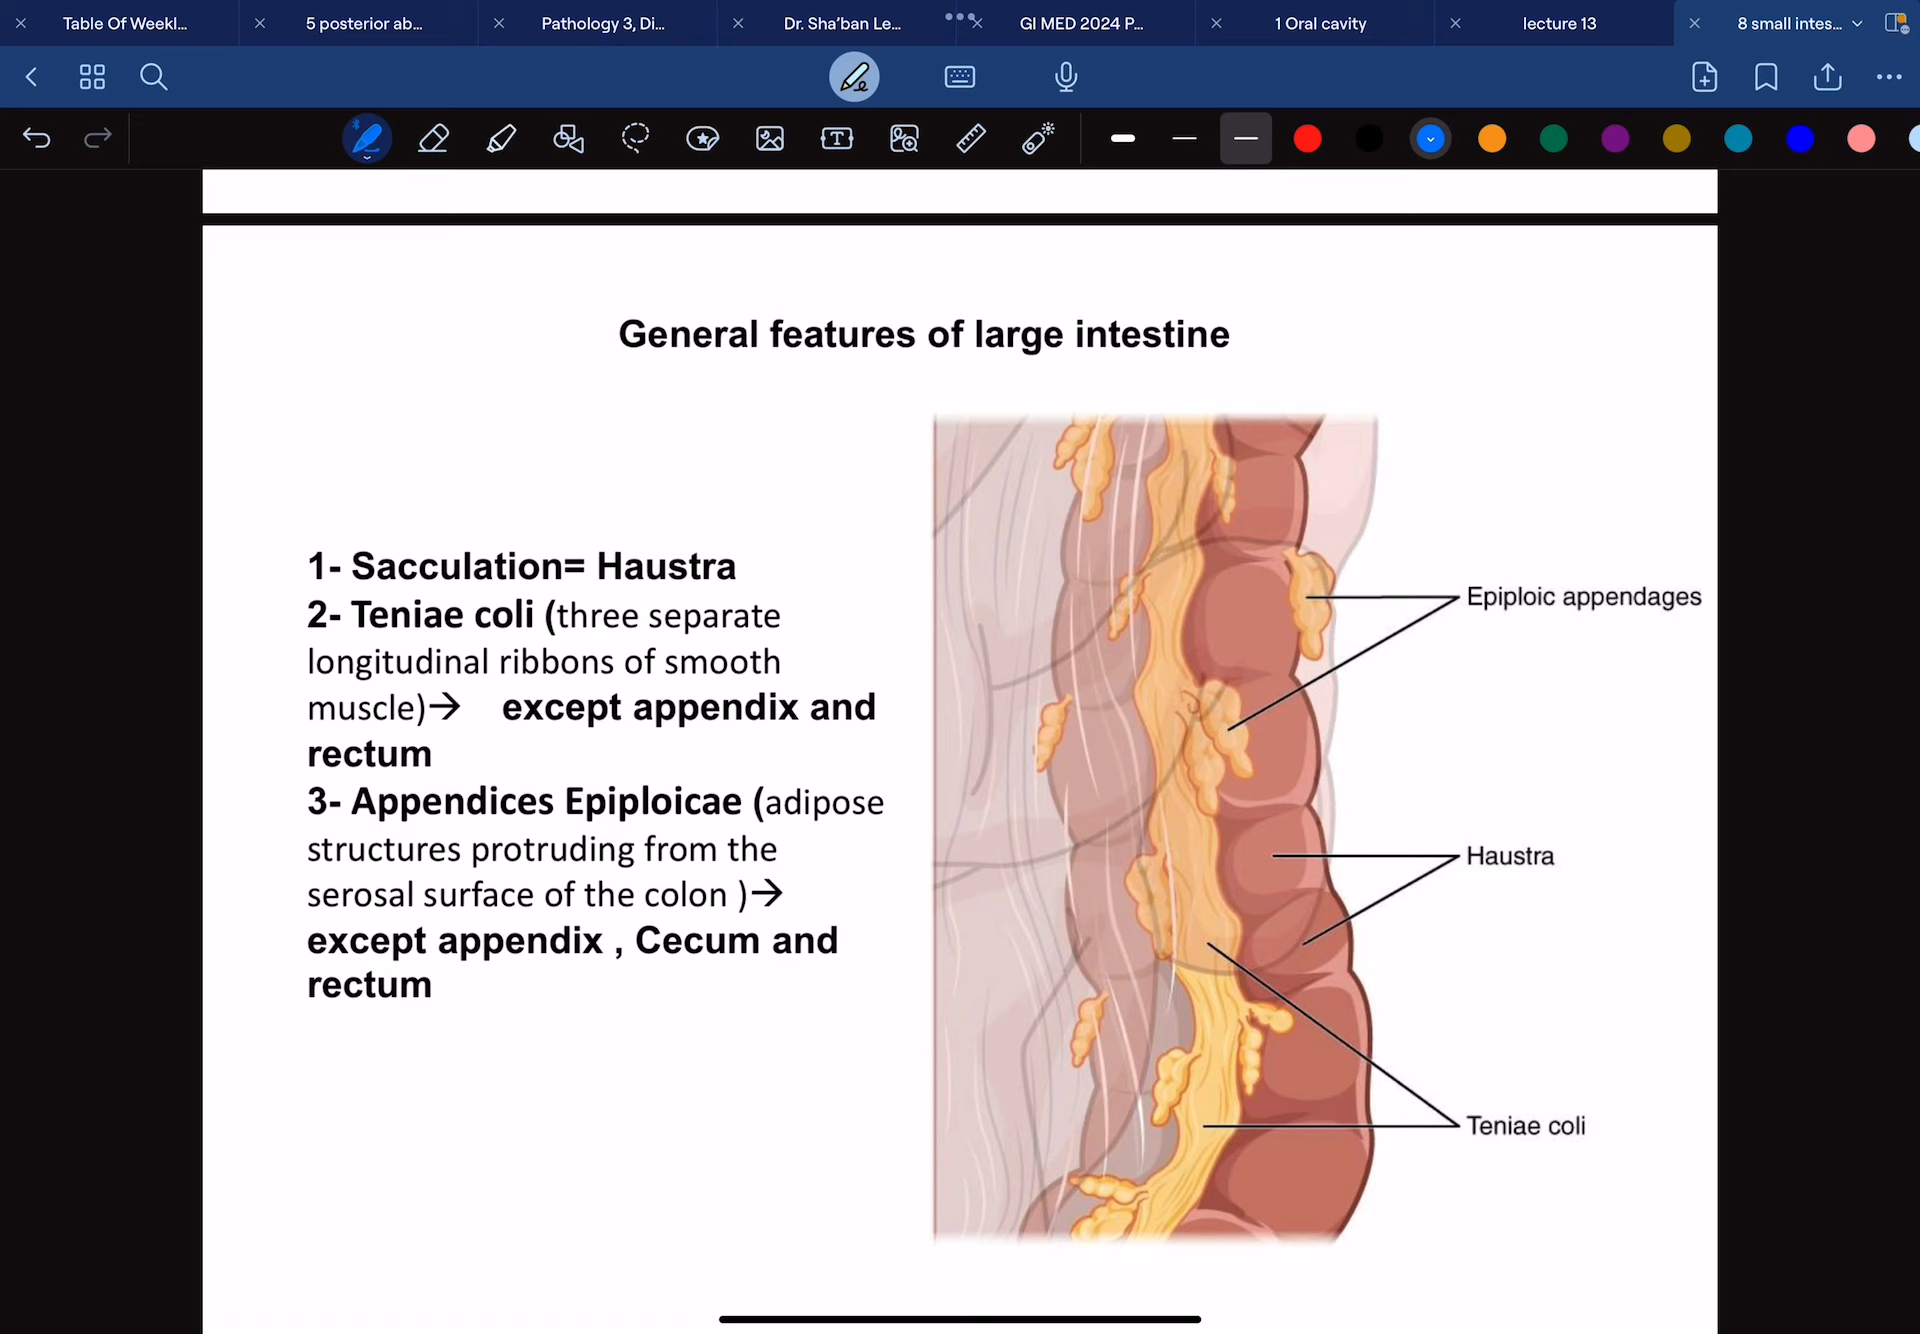 Table Of Weekl...
5 posterior ab...
Pathology 3, Di...
Dr. Sha'ban Le...
GI MED 2024 P...
1 Oral cavity
lecture 13
8 small intes...
General features of large intestine
1- Sacculation= Haustra
2- Teniae coli (three separate
longitudinal ribbons of smooth
muscle)→ except appendix and
rectum
3- Appendices Epiploicae (adipose
structures protruding from the
serosal surface of the colon )→
except appendix , Cecum and
rectum
Epiploic appendages
Haustra
Teniae coli